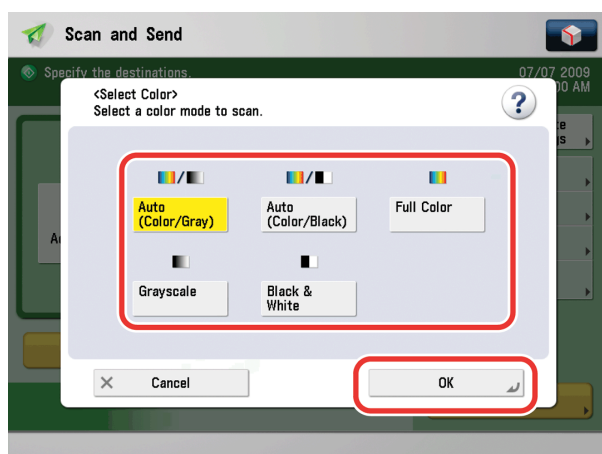 Scan and Send
Specify the destinations.
07/07 2009
00 AM
<Select Color>
Select a color mode to scan.
?
Auto
(Color/Gray)
Auto
(Color/Black)
Full Color
Grayscale
Black &
White
Cancel
OK